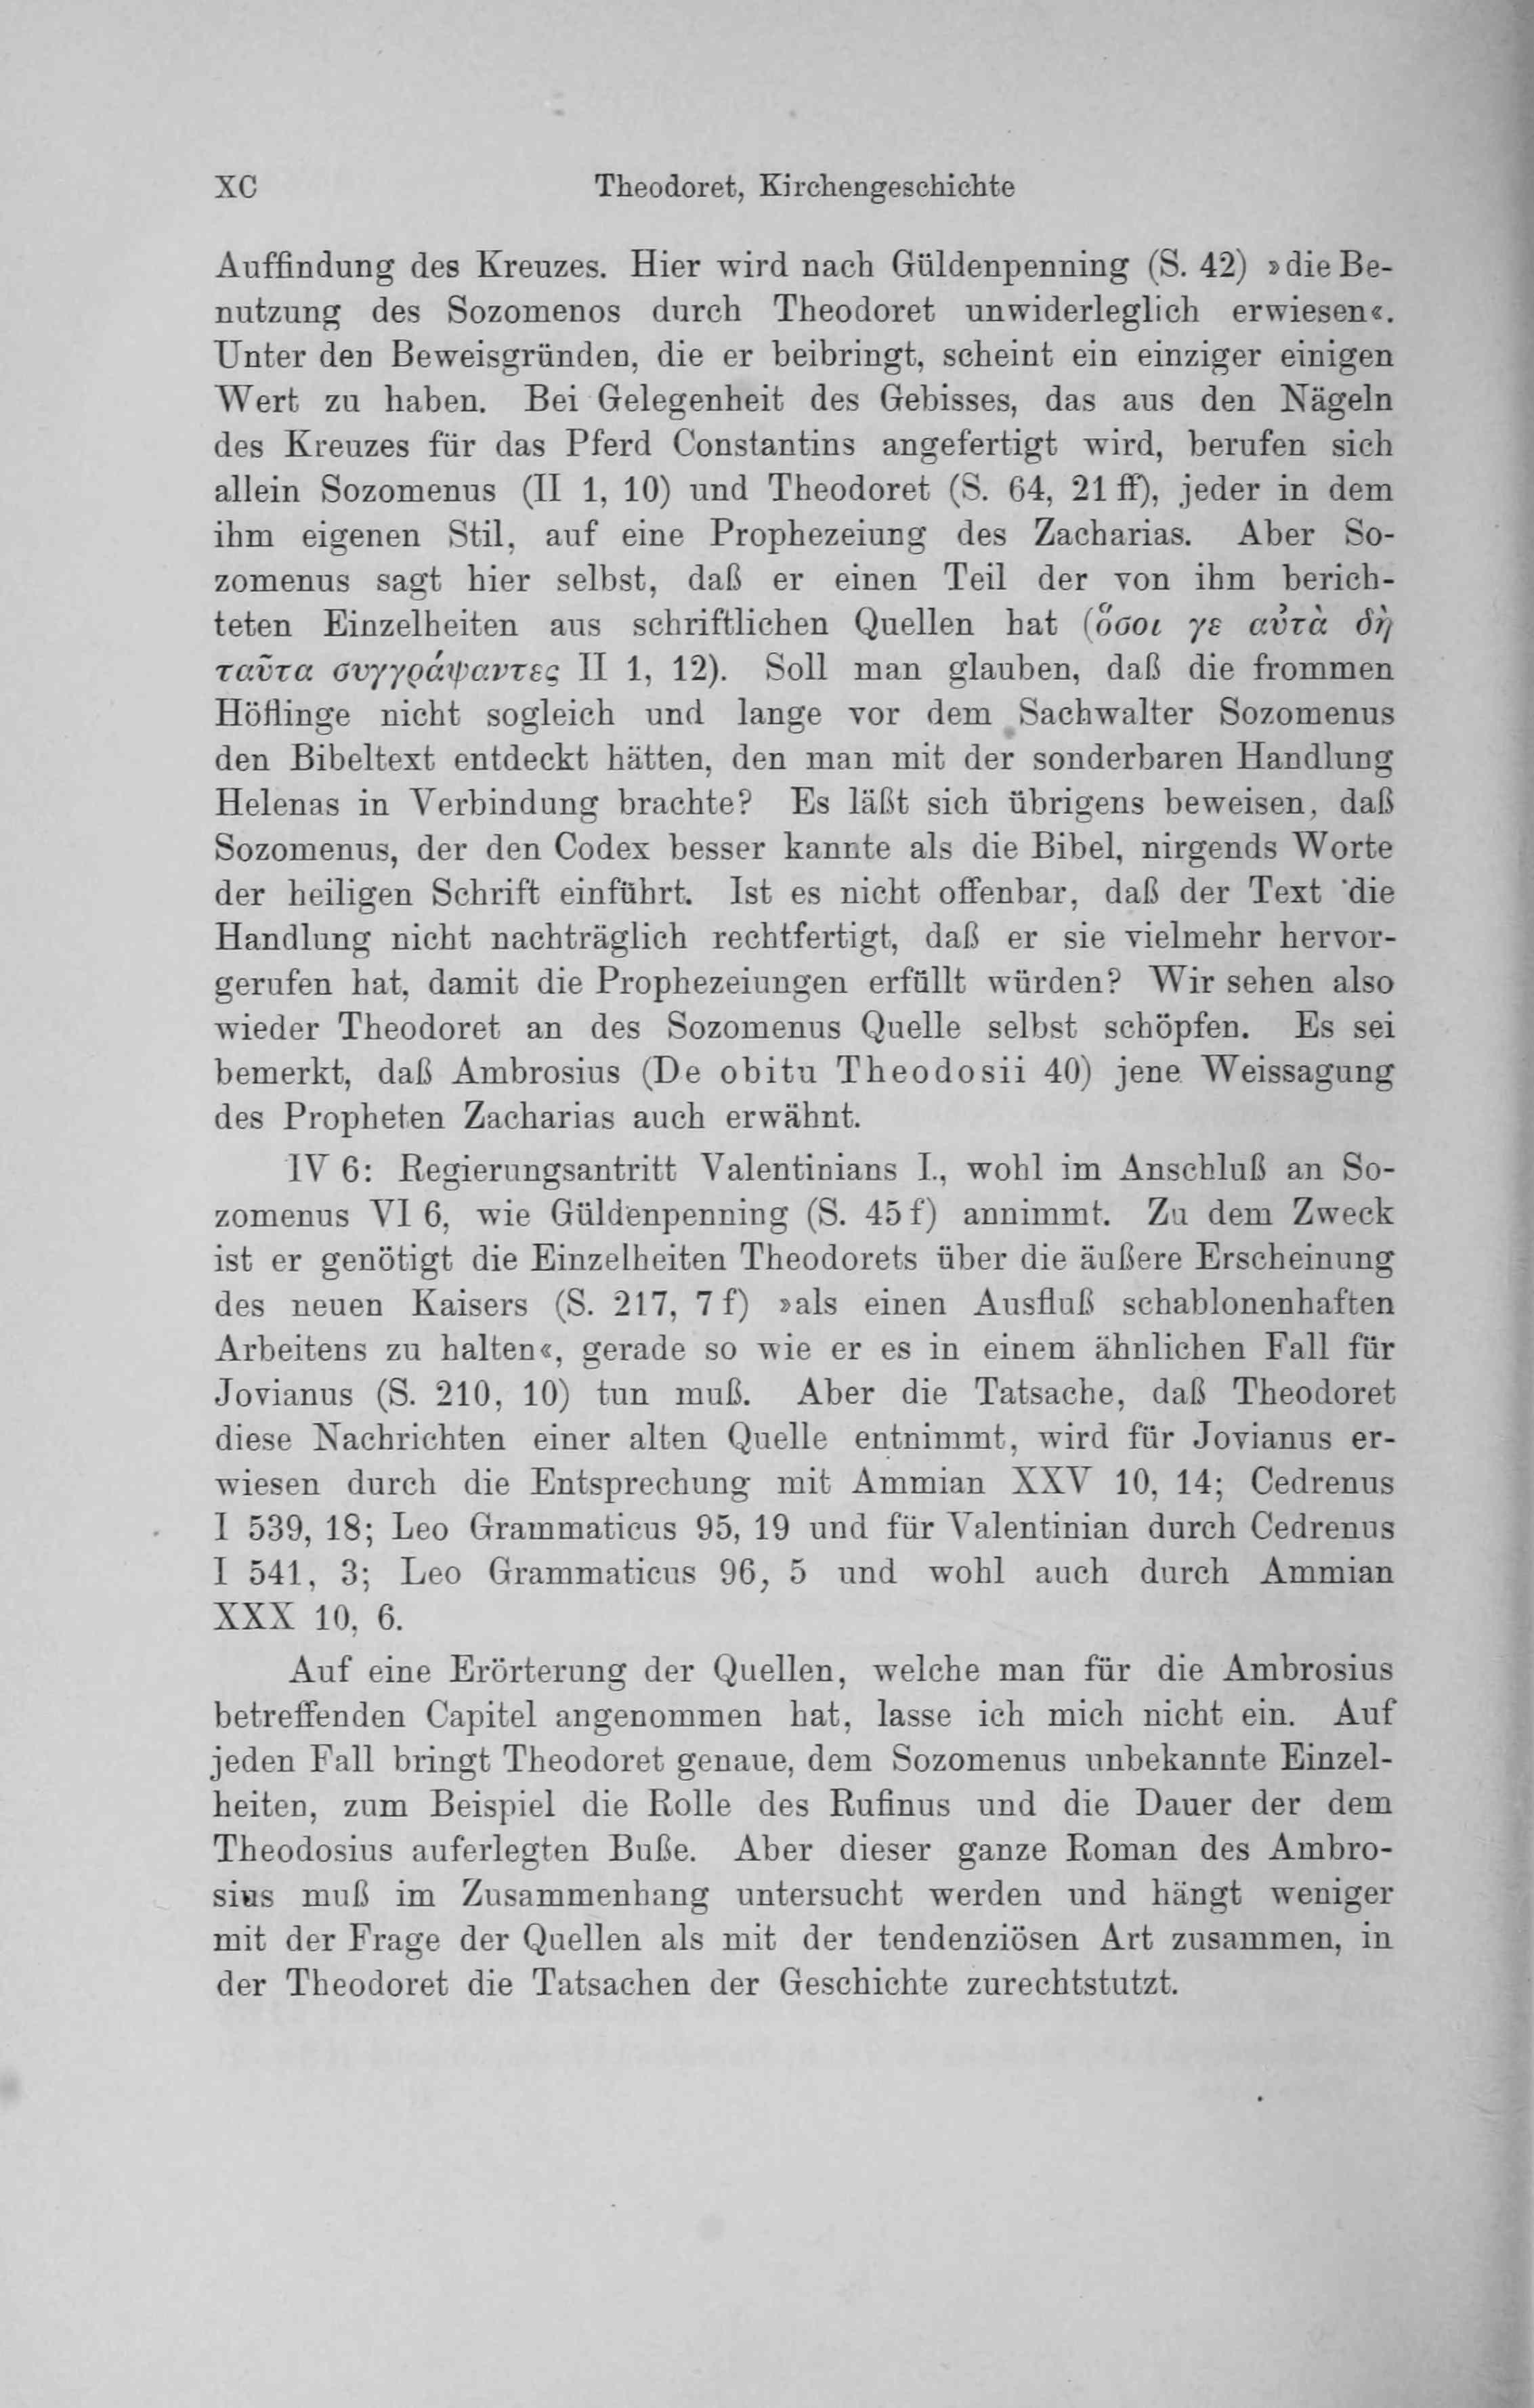 XC Theodoret, Kirchengeschichte
Auffindung des Kreuzes. Hier wird nach Güldenpenning (S. 42) »die Be-
nutzung des Sozomenos durch Theodoret unwiderleglich erwiesen«.
Unter den Beweisgründen, die er beibringt, scheint ein einziger einigen
Wert zu haben. Bei Gelegenheit des Gebisses, das aus den Nägeln
des Kreuzes für das Pferd Constantins angefertigt wird, berufen sich
allein Sozomenus (II 1, 10) und Theodoret (S. 64, 21 ff), jeder in dem
ihm eigenen Stil, auf eine Prophezeiung des Zacharias. Aber So-
zomenus sagt hier selbst, daß er einen Teil der von ihm berich-
teten Einzelheiten aus schriftlichen Quellen hat (ὅσοι γε αὐτὰ δὴ
ταῦτα συγγράψαντες II 1, 12). Soll man glauben, daß die frommen
Höflinge nicht sogleich und lange vor dem Sachwalter Sozomenus
den Bibeltext entdeckt hätten, den man mit der sonderbaren Handlung
Helenas in Verbindung brachte? Es läßt sich übrigens beweisen, daß
Sozomenus, der den Codex besser kannte als die Bibel, nirgends Worte
der heiligen Schrift einführt. Ist es nicht offenbar, daß der Text die
Handlung nicht nachträglich rechtfertigt, daß er sie vielmehr hervor-
gerufen hat, damit die Prophezeiungen erfüllt würden? Wir sehen also
wieder Theodoret an des Sozomenus Quelle selbst schöpfen. Es sei
bemerkt, daß Ambrosius (De obitu Theodosii 40) jene Weissagung
des Propheten Zacharias auch erwähnt.
IV 6: Regierungsantritt Valentinians I., wohl im Anschluß an So-
zomenus VI 6, wie Güldenpenning (S. 45 f) annimmt. Zu dem Zweck
ist er genötigt die Einzelheiten Theodorets über die äußere Erscheinung
des neuen Kaisers (S. 217, 7 f) »als einen Ausfluß schablonenhaften
Arbeitens zu halten«, gerade so wie er es in einem ähnlichen Fall für
Jovianus (S. 210, 10) tun muß. Aber die Tatsache, daß Theodoret
diese Nachrichten einer alten Quelle entnimmt, wird für Jovianus er-
wiesen durch die Entsprechung mit Ammian XXV 10, 14; Cedrenus
I 539, 18; Leo Grammaticus 95, 19 und für Valentinian durch Cedrenus
I 541, 3; Leo Grammaticus 96, 5 und wohl auch durch Ammian
XXX 10, 6.
Auf eine Erörterung der Quellen, welche man für die Ambrosius
betreffenden Capitel angenommen hat, lasse ich mich nicht ein. Auf
jeden Fall bringt Theodoret genaue, dem Sozomenus unbekannte Einzel-
heiten, zum Beispiel die Rolle des Rufinus und die Dauer der dem
Theodosius auferlegten Buße. Aber dieser ganze Roman des Ambro-
sius muß im Zusammenhang untersucht werden und hängt weniger
mit der Frage der Quellen als mit der tendenziösen Art zusammen, in
der Theodoret die Tatsachen der Geschichte zurechtstutzt.